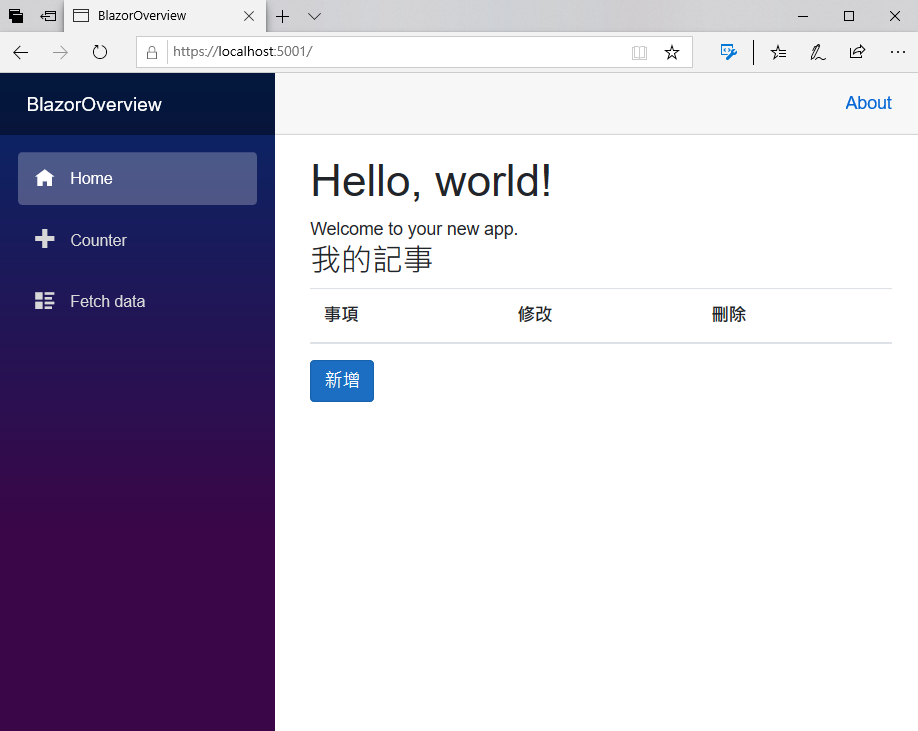 BlazorOverview
https://localhost:5001/
BlazorOverview
About
Home
Counter
Fetch data
Hello, world!
Welcome to your new app.
我的記事
事項 修改 刪除
新增